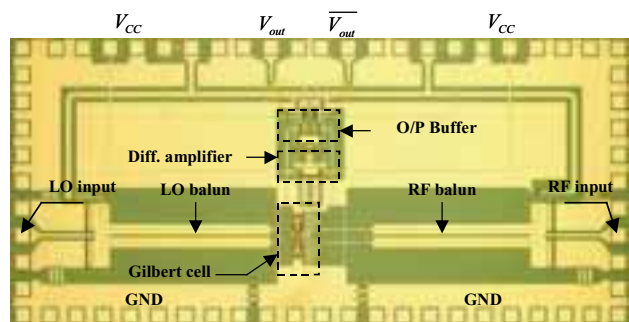 V_CC V_out \overline{V_out} V_CC
O/P Buffer
Diff. amplifier
LO input LO balun RF balun RF input
Gilbert cell
GND GND